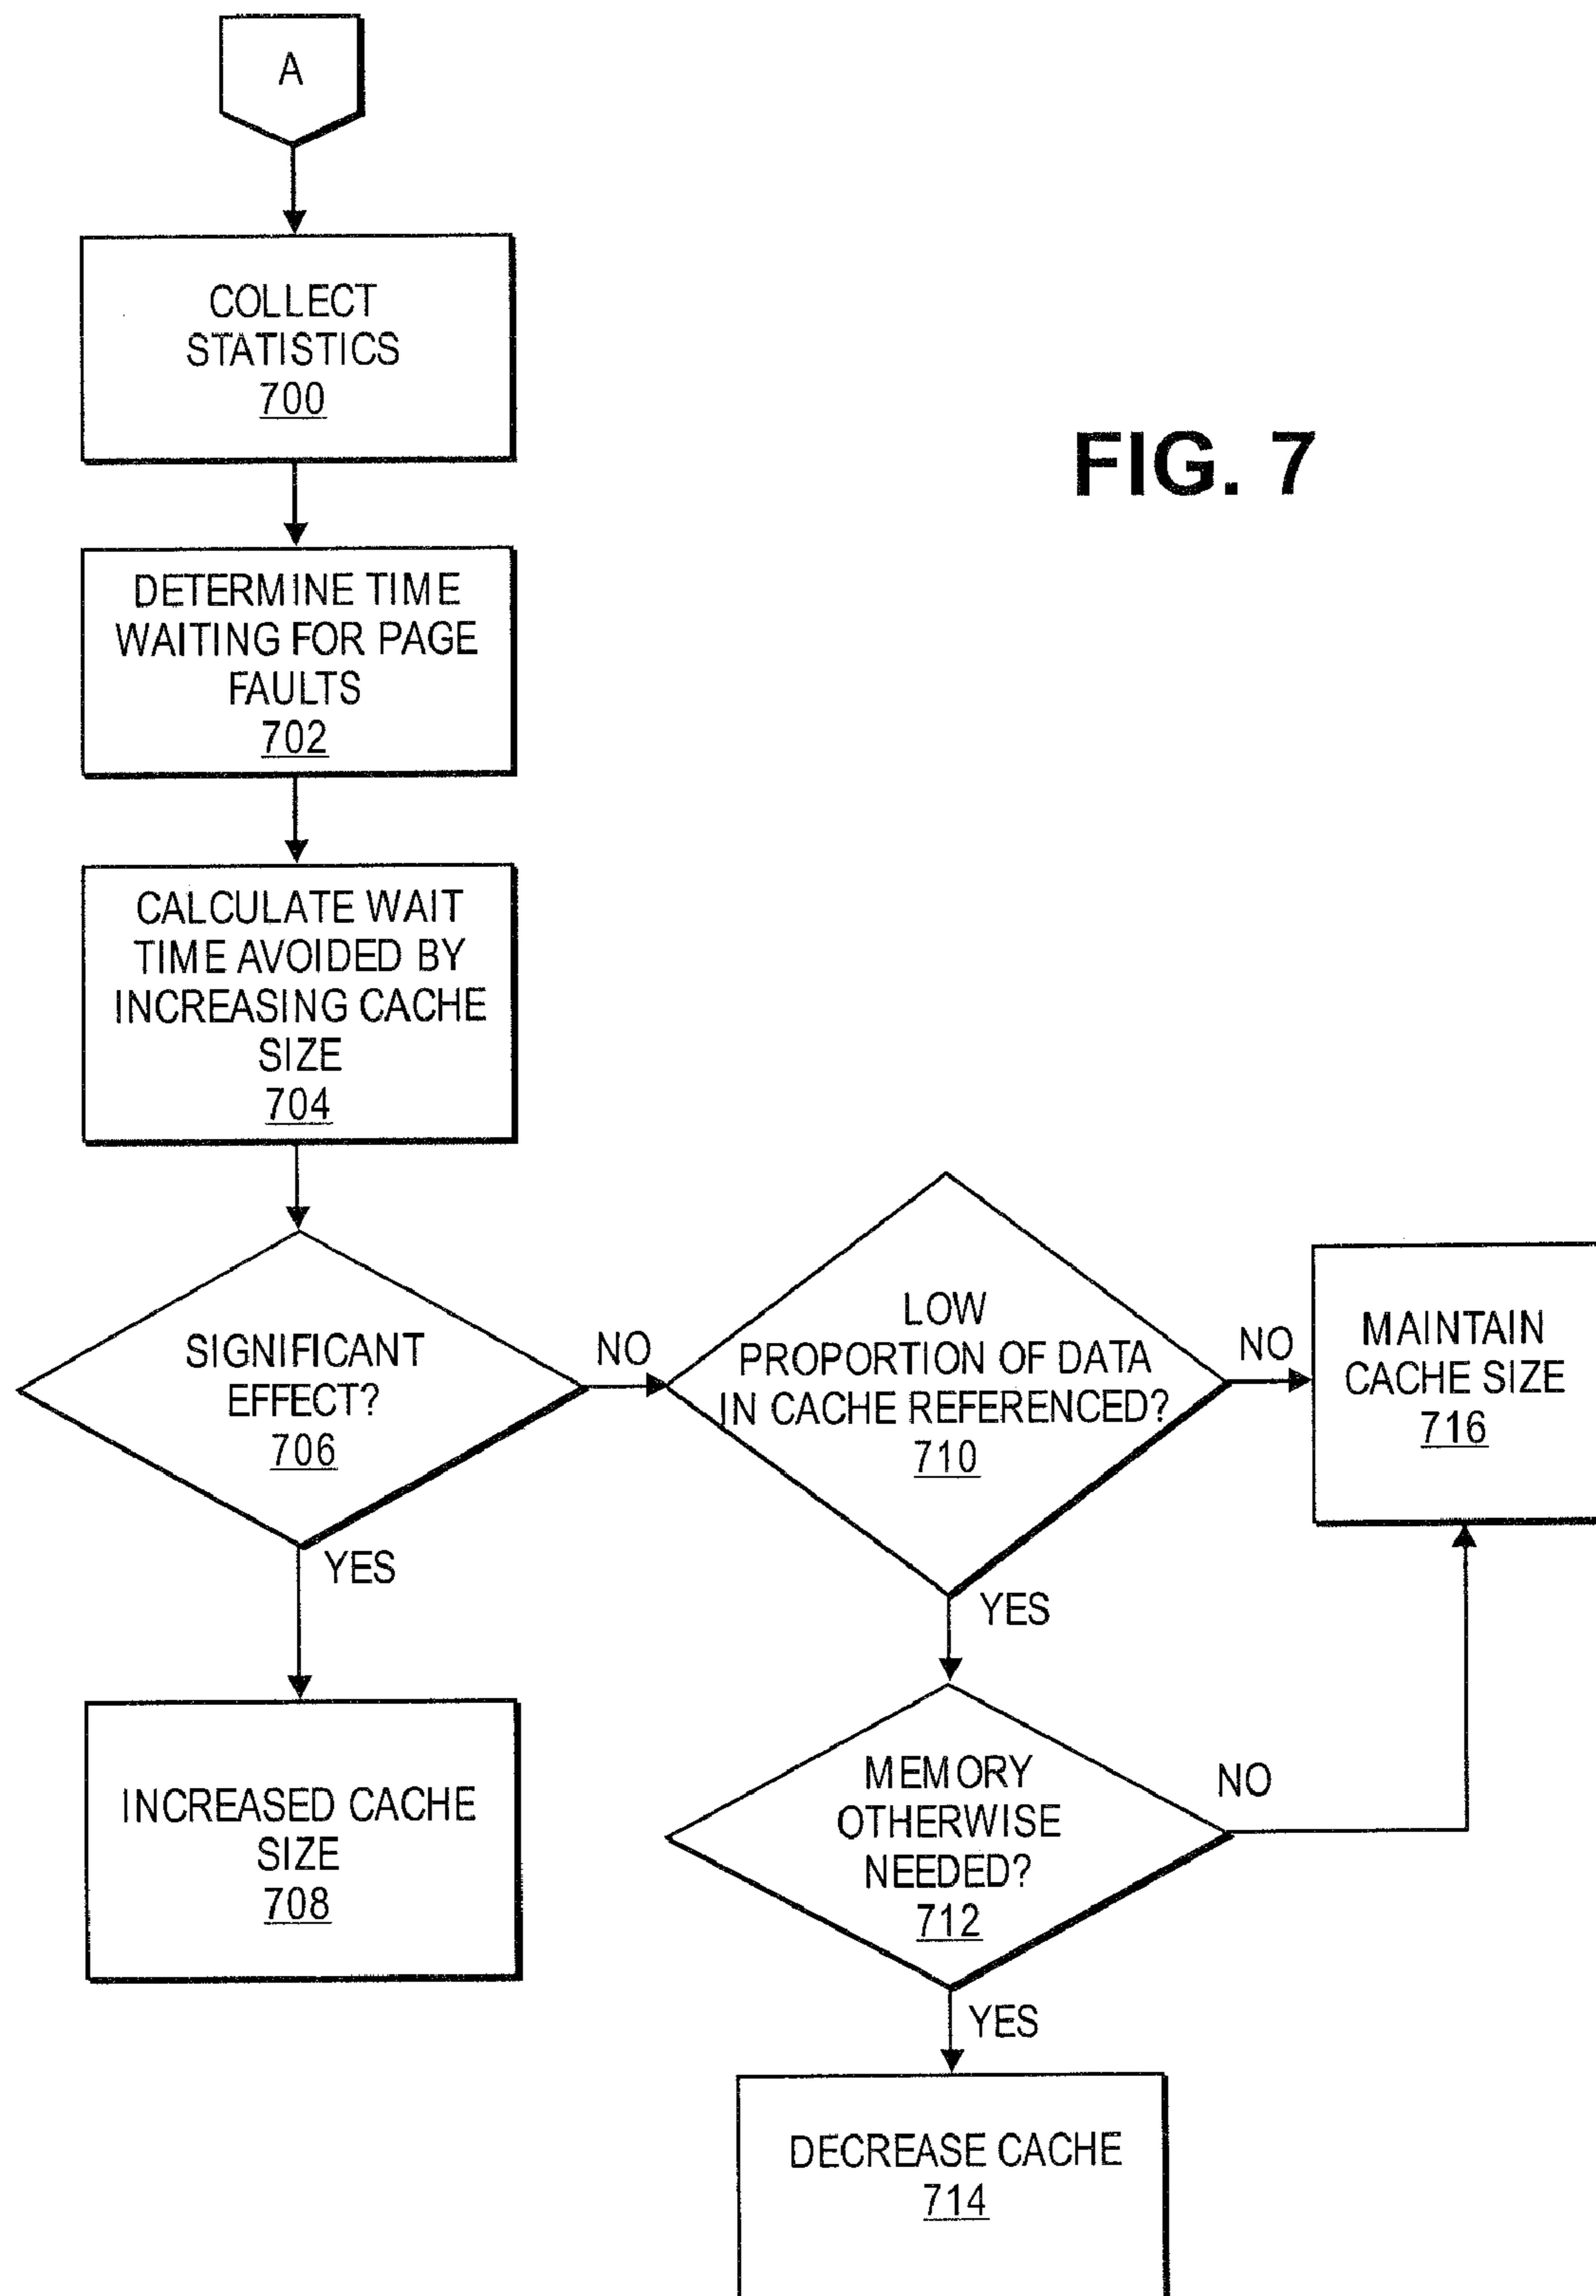 A
COLLECT
STATISTICS
700
FIG. 7
DETERMINE TIME
WAITING FOR PAGE
FAULTS
702
CALCULATE WAIT
TIME AVOIDED BY
INCREASING CACHE
SIZE
704
SIGNIFICANT
EFFECT?
706
NO
LOW
PROPORTION OF DATA
IN CACHE REFERENCED?
710
NO
MAINTAIN
CACHE SIZE
716
YES
INCREASED CACHE
SIZE
708
YES
MEMORY
OTHERWISE
NEEDED?
712
NO
YES
DECREASE CACHE
714